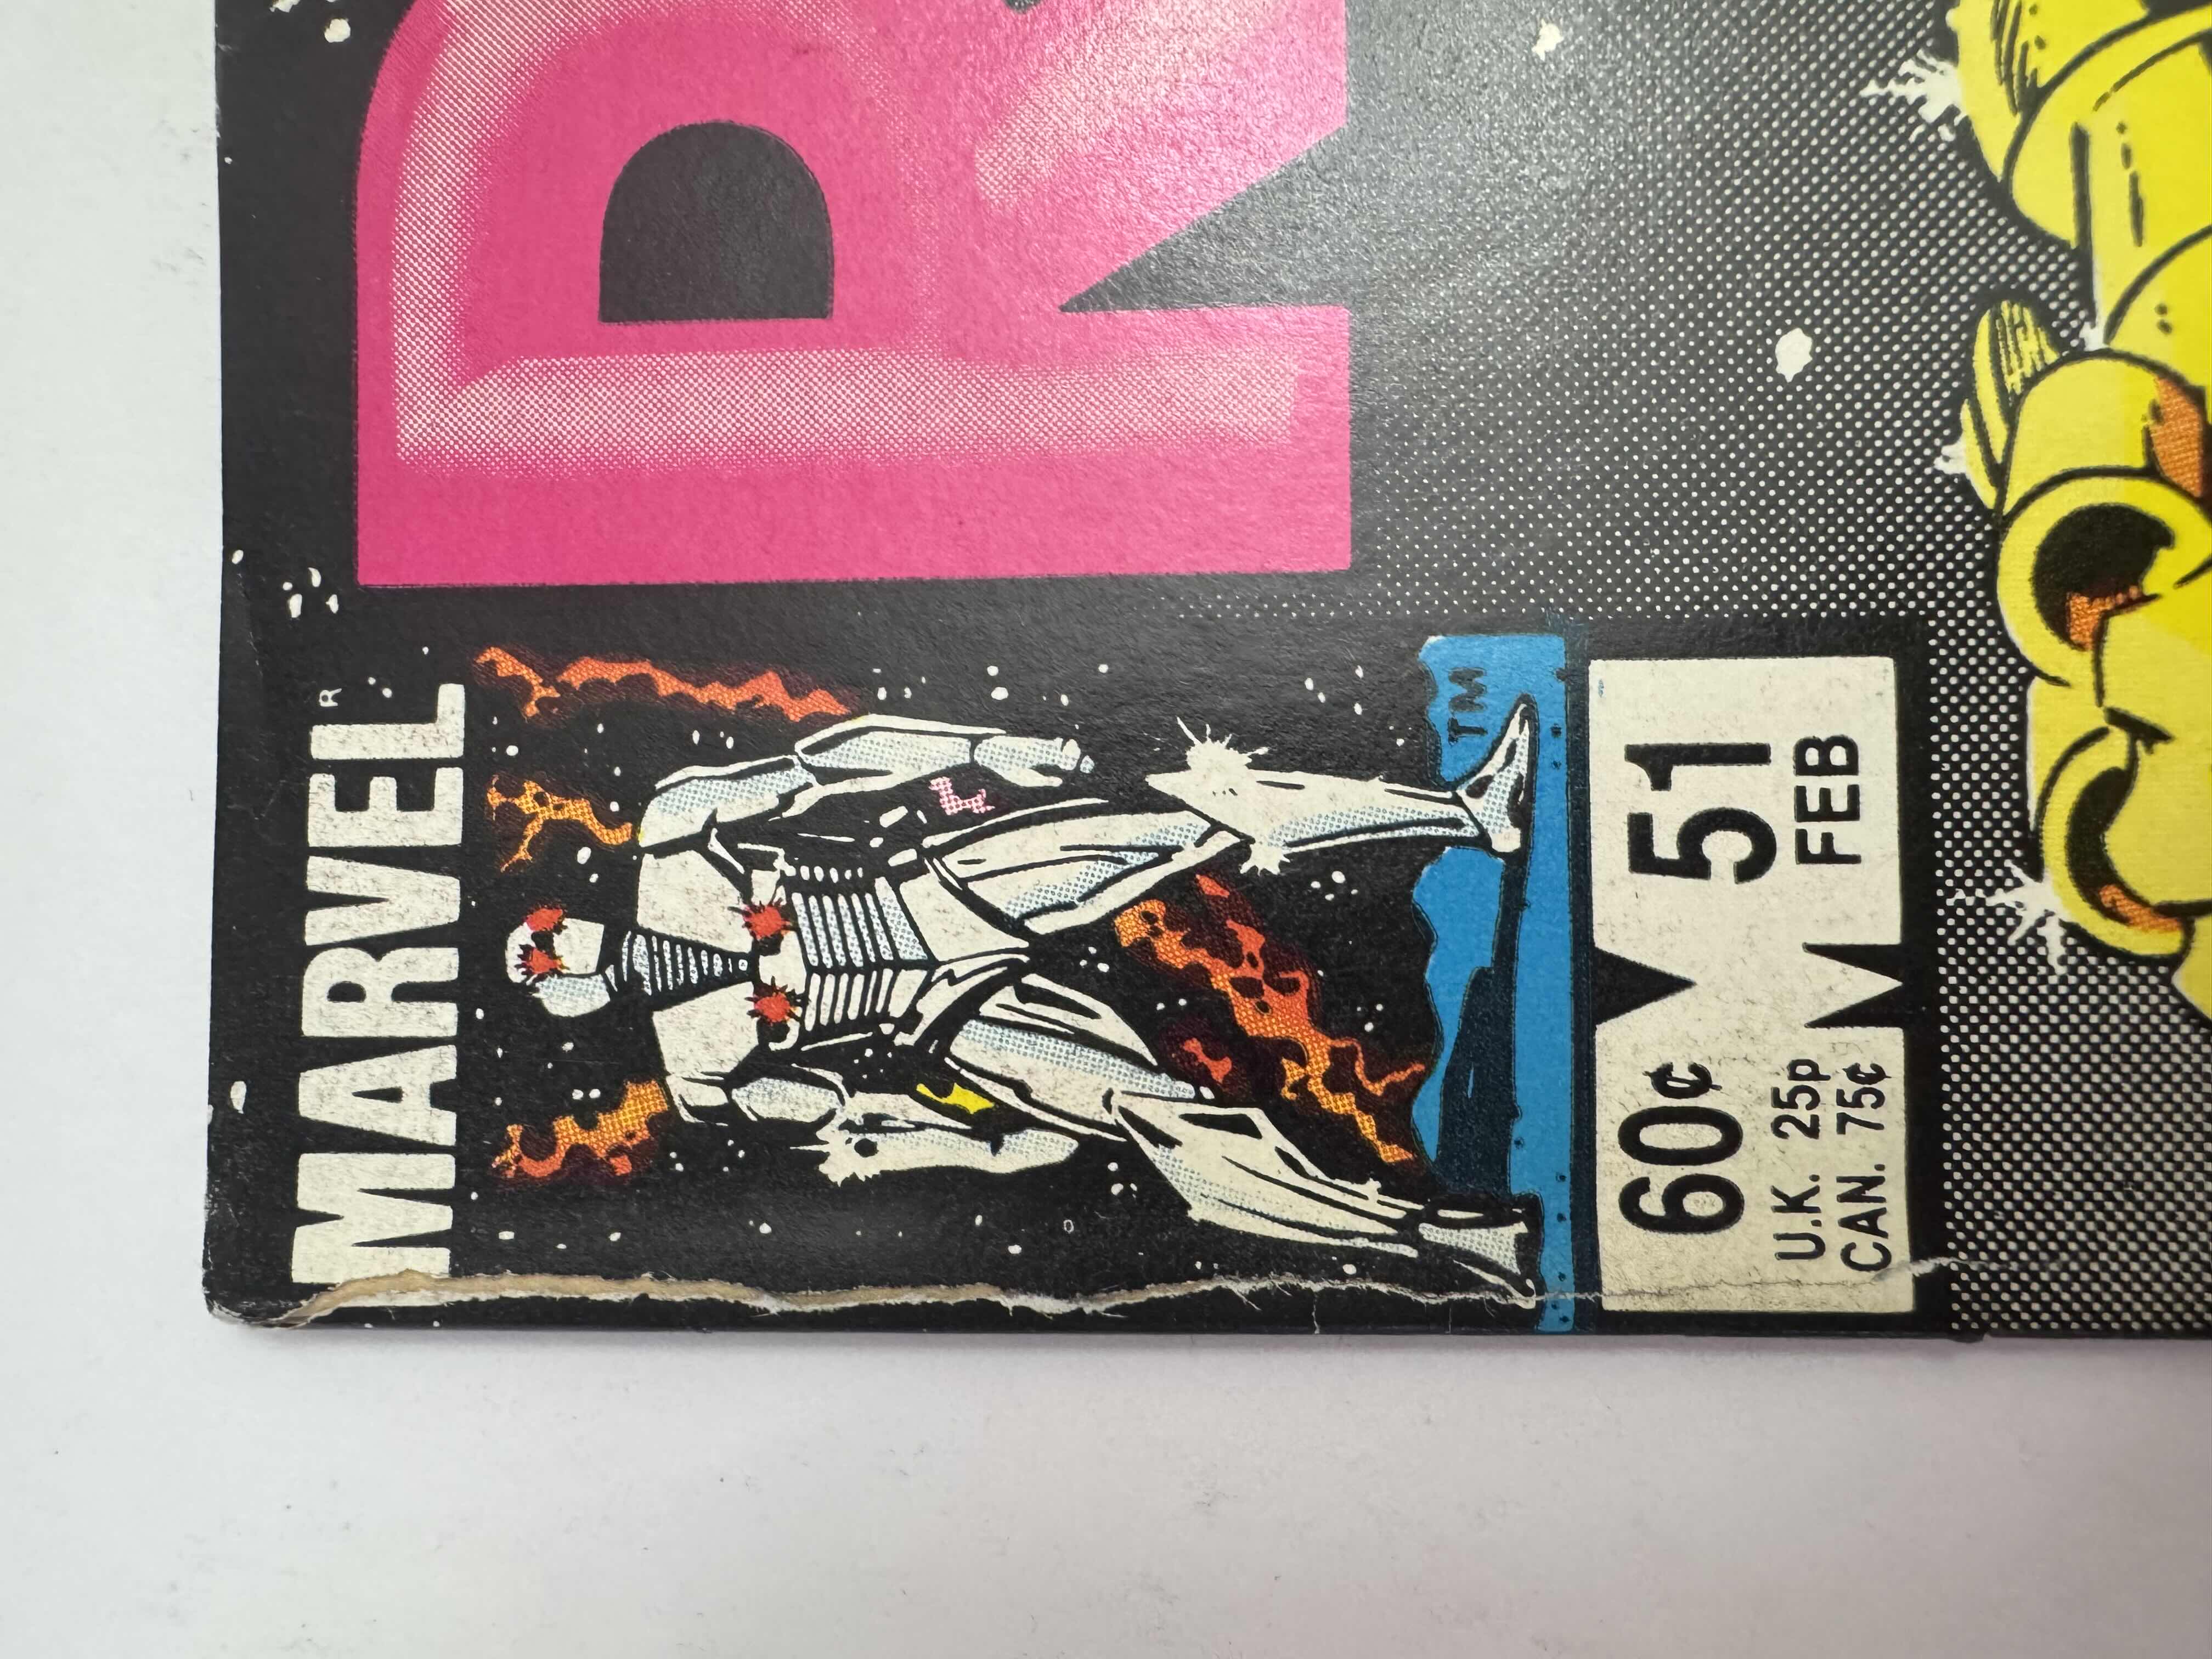 MARVEL®
R
TM
60¢ 51
U.K. 25p FEB
CAN. 75¢